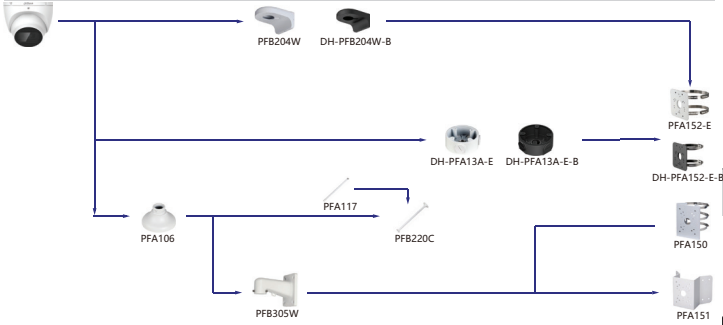 PFB204W
DH-PFB204W-B
PFA152-E
DH-PFA13A-E
DH-PFA13A-E-B
DH-PFA152-E-B
PFA117
PFA106
PFB220C
PFA150
PFB305W
PFA151